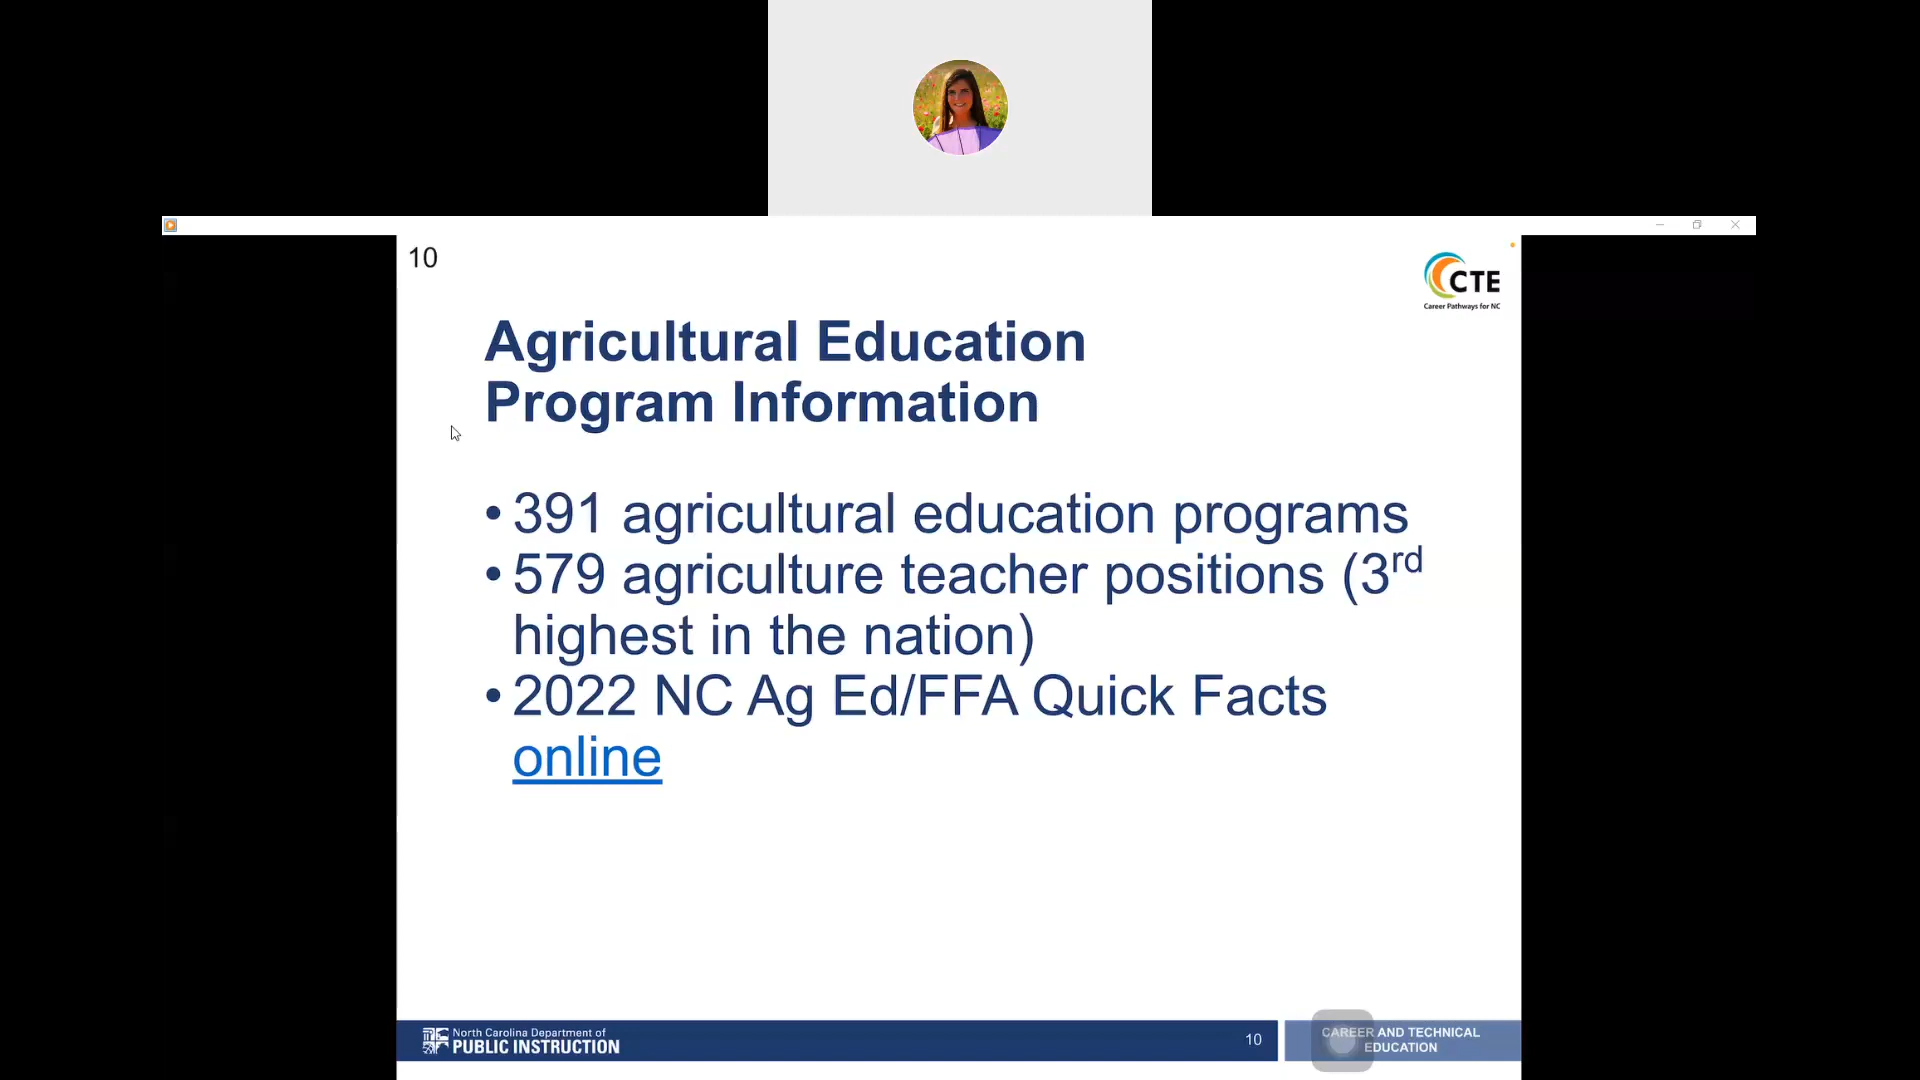 10
CTE
Career Pathways for NC
Agricultural Education
Program Information
• 391 agricultural education programs
• 579 agriculture teacher positions (3rd
highest in the nation)
• 2022 NC Ag Ed/FFA Quick Facts
online
North Carolina Department of
PUBLIC INSTRUCTION
10
CAREER AND TECHNICAL
EDUCATION